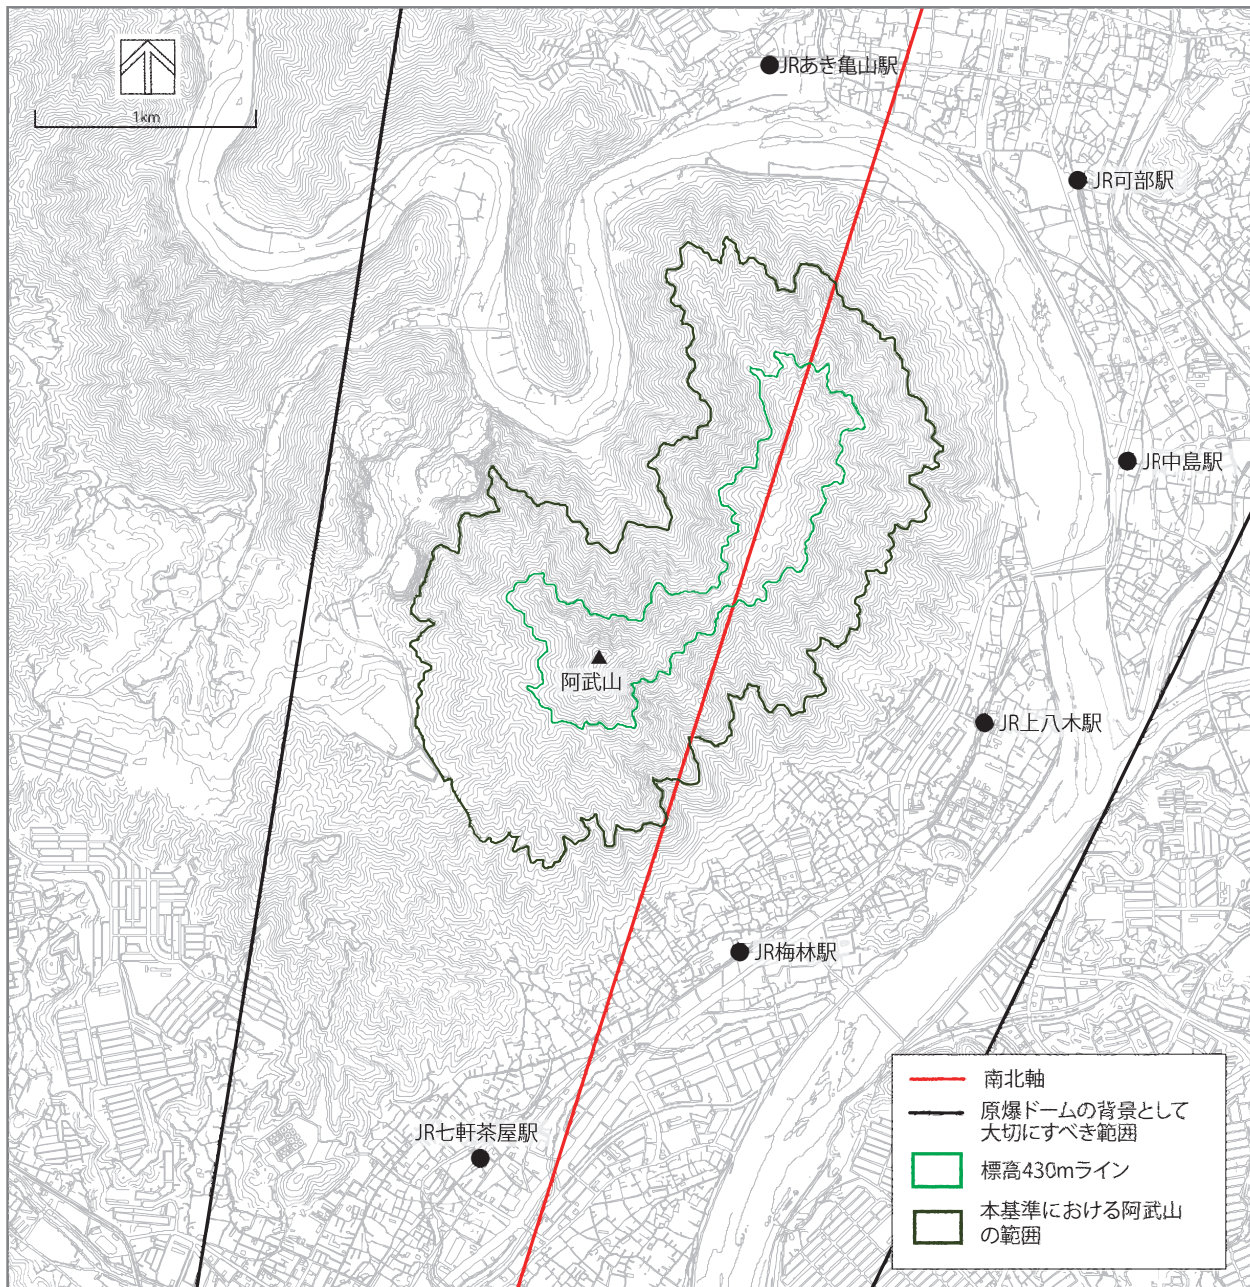 JRあき亀山駅
1km
JR可部駅
JR中島駅
阿武山
JR上八木駅
JR梅林駅
JR七軒茶屋駅
南北軸
原爆ドームの背景として
大切にすべき範囲
標高430mライン
本基準における阿武山
の範囲